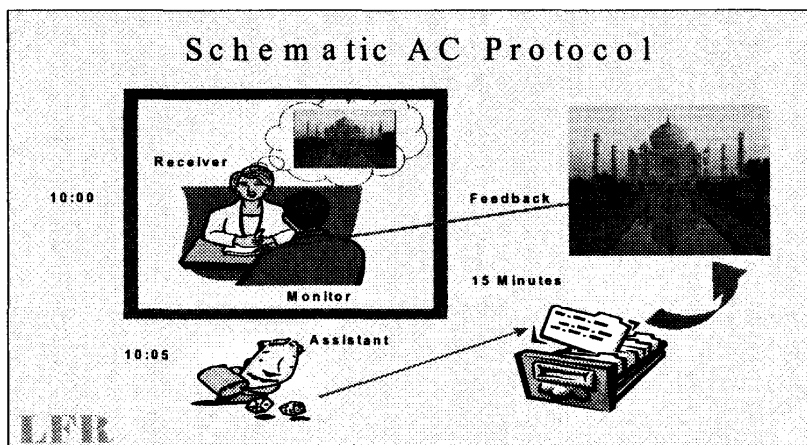 Schematic AC Protocol
Receiver
10:00
Feedback
15 Minutes
Monitor
Assistant
10:05
LFR